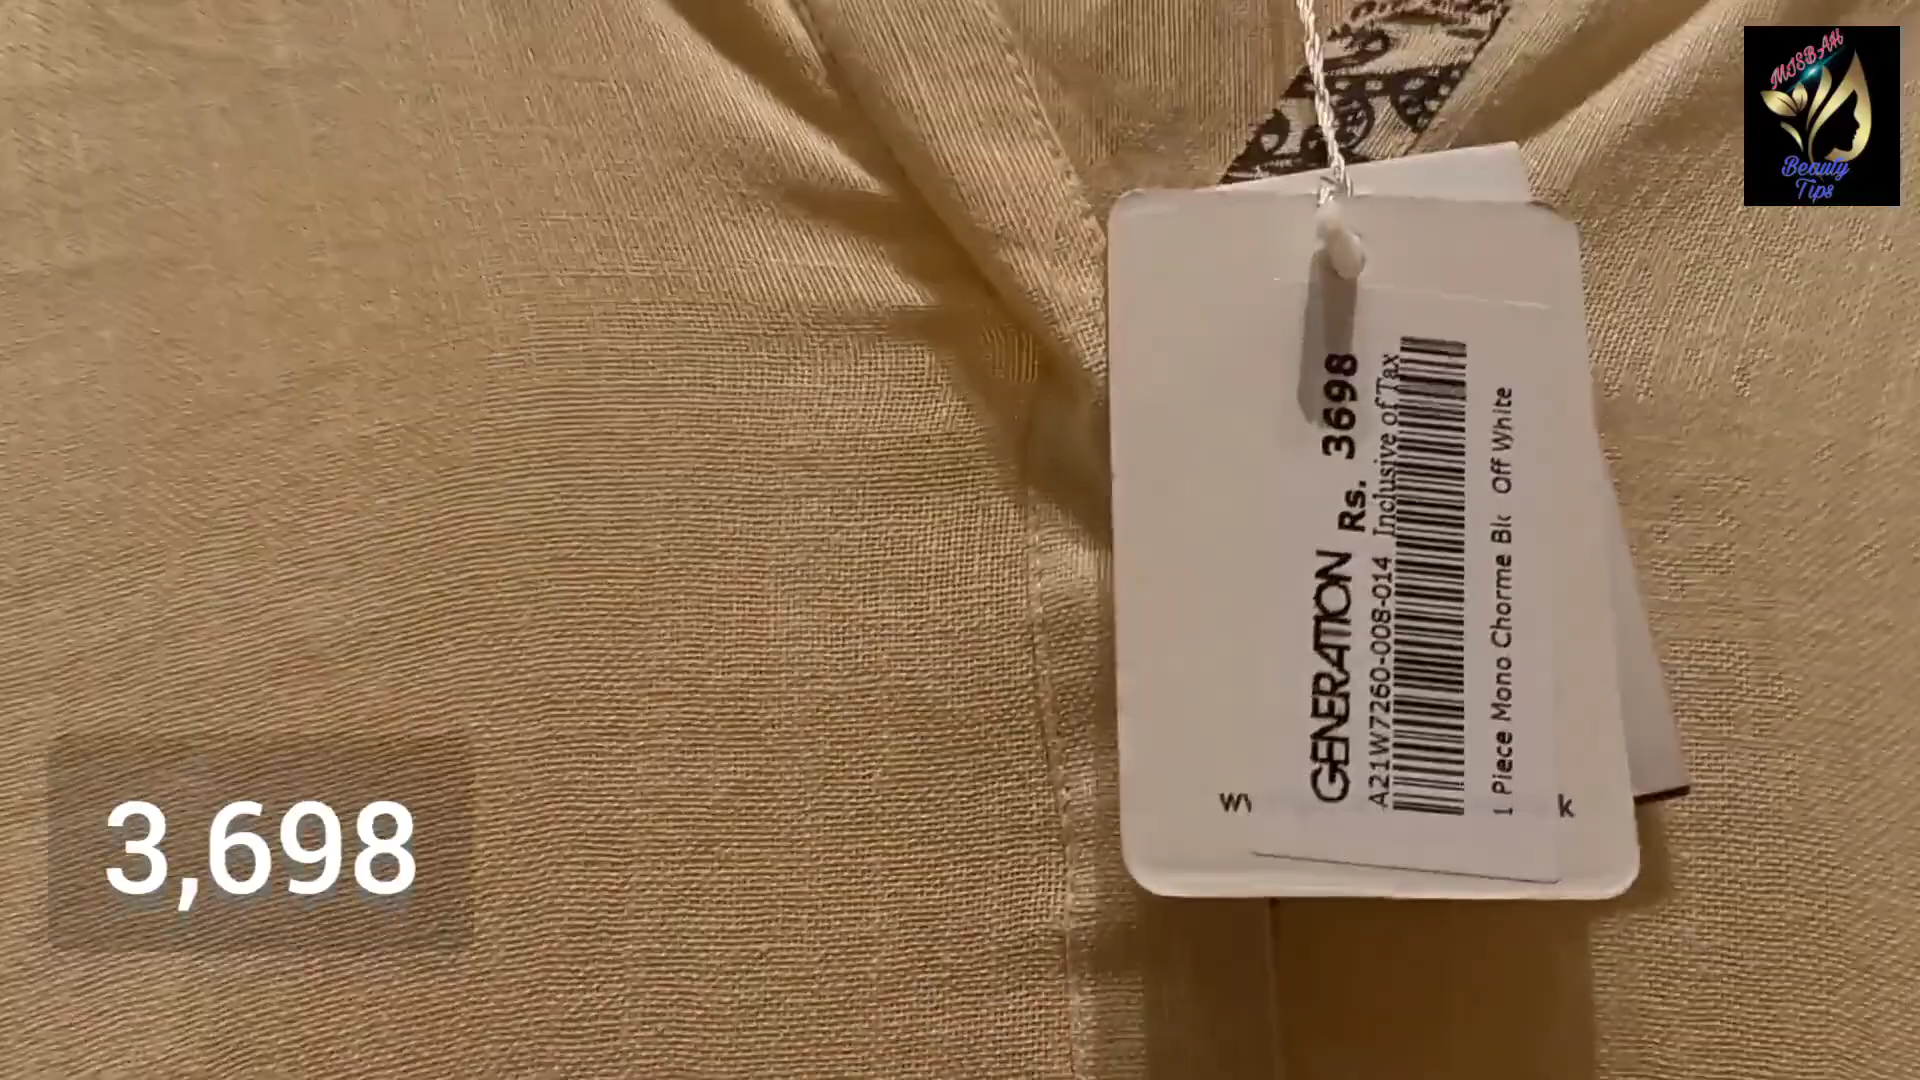 MISBAH
Beauty
Tips
GENERATION Rs. 3698
A21W7260-008-014 Inclusive of Tax
1 Piece Mono Chorme Blc Off White
3,698